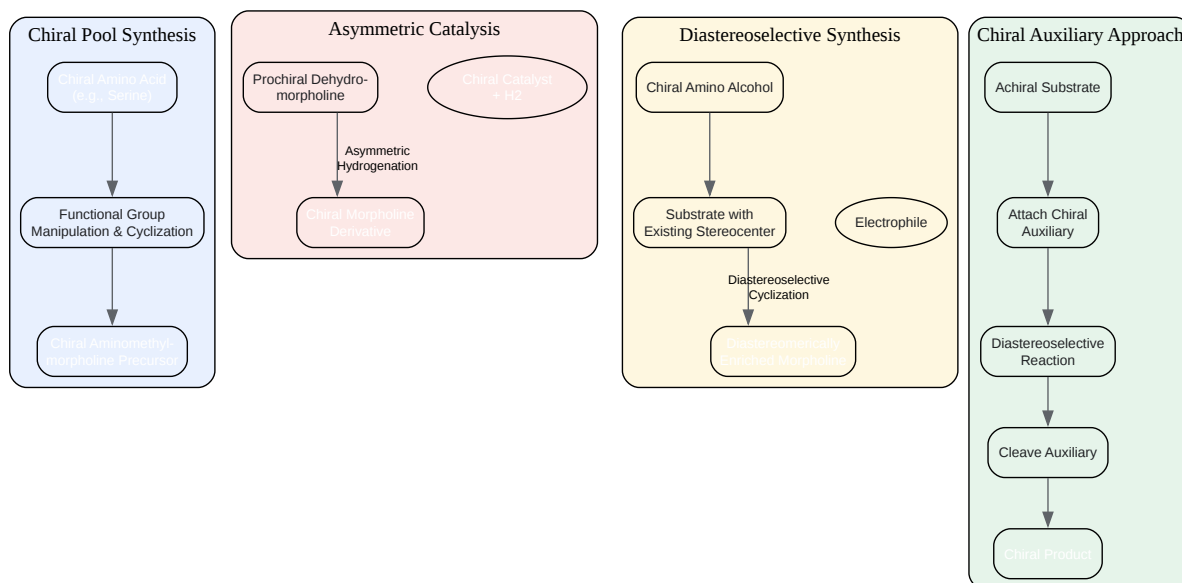 Chiral Pool Synthesis
Chiral Amino Acid
(e.g., Serine)
Functional Group
Manipulation & Cyclization
Chiral Aminomethyl-
morpholine Precursor
Asymmetric Catalysis
Prochiral Dehydro-
morpholine
Chiral Catalyst
+ H2
Asymmetric
Hydrogenation
Chiral Morpholine
Derivative
Diastereoselective Synthesis
Chiral Amino Alcohol
Substrate with
Existing Stereocenter
Electrophile
Diastereoselective
Cyclization
Diastereomerically
Enriched Morpholine
Chiral Auxiliary Approach
Achiral Substrate
Attach Chiral
Auxiliary
Diastereoselective
Reaction
Cleave Auxiliary
Chiral Product